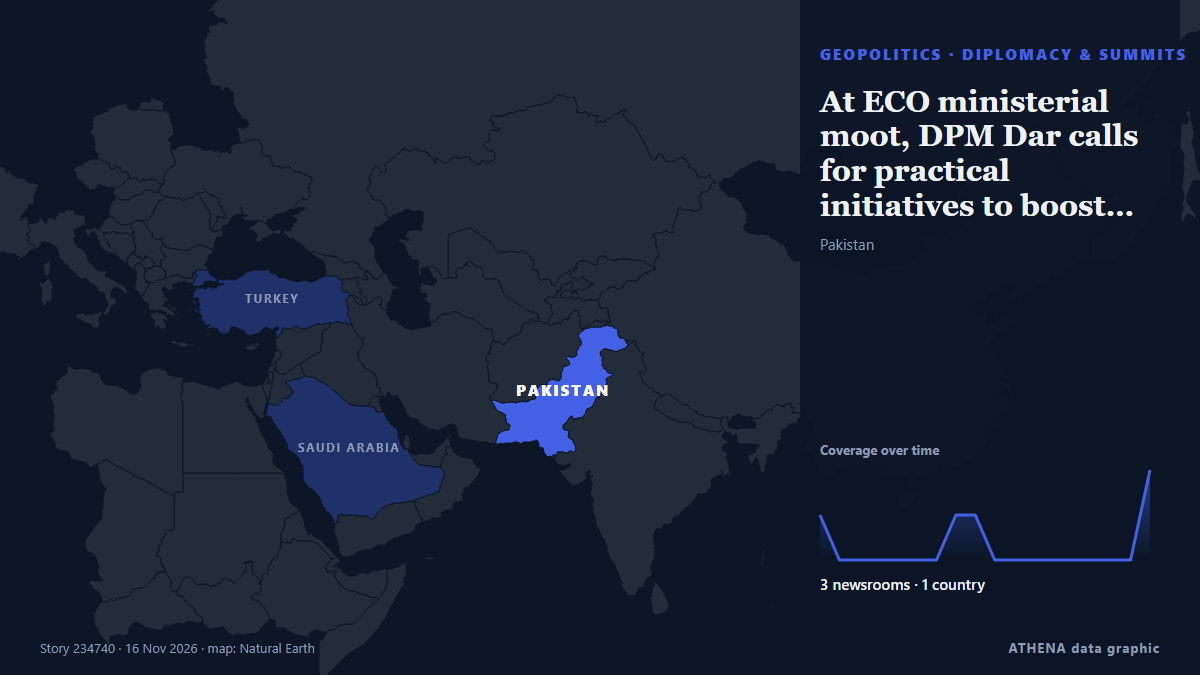 GEOPOLITICS · DIPLOMACY & SUMMITS
At ECO ministerial
moot, DPM Dar calls
for practical
initiatives to boost...
Pakistan
TURKEY
PAKISTAN
SAUDI ARABIA
Coverage over time
3 newsrooms · 1 country
Story 234740 · 16 Nov 2026 · map: Natural Earth
ATHENA data graphic